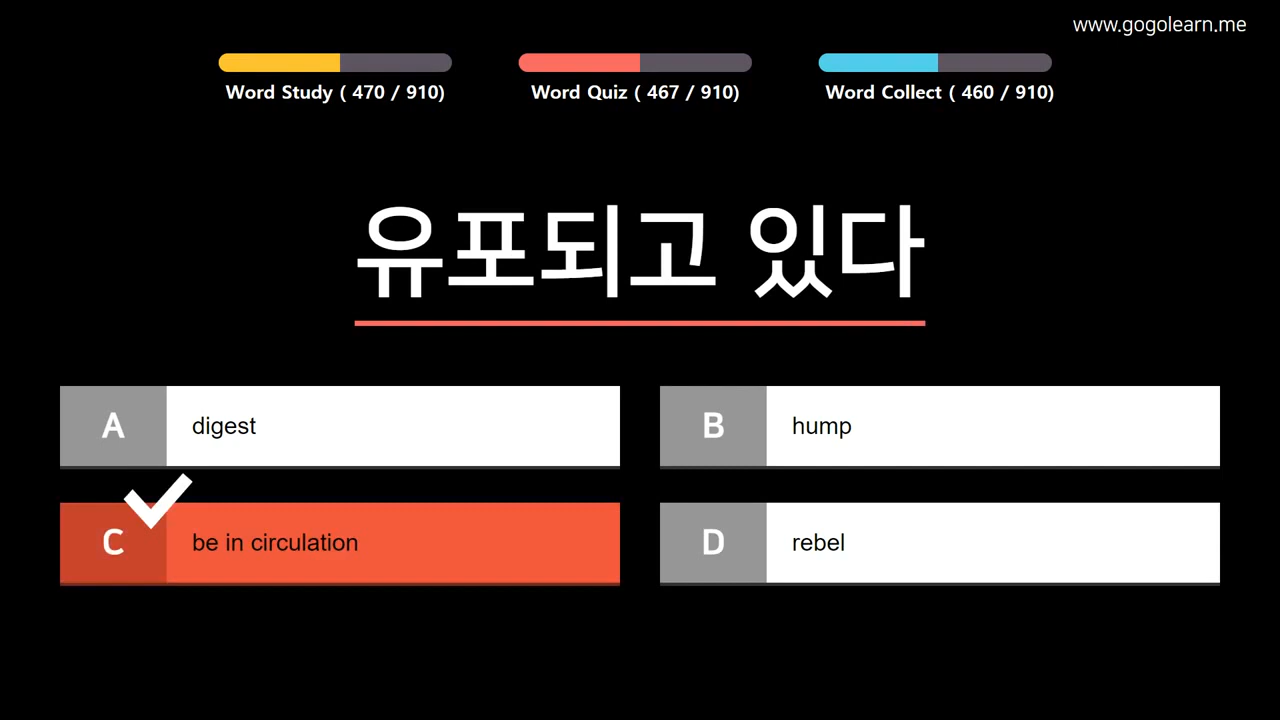 www.gogolearn.me
Word Study ( 470 / 910)
Word Quiz ( 467 / 910)
Word Collect ( 460 / 910)
유포되고 있다
A digest
B hump
C be in circulation
D rebel